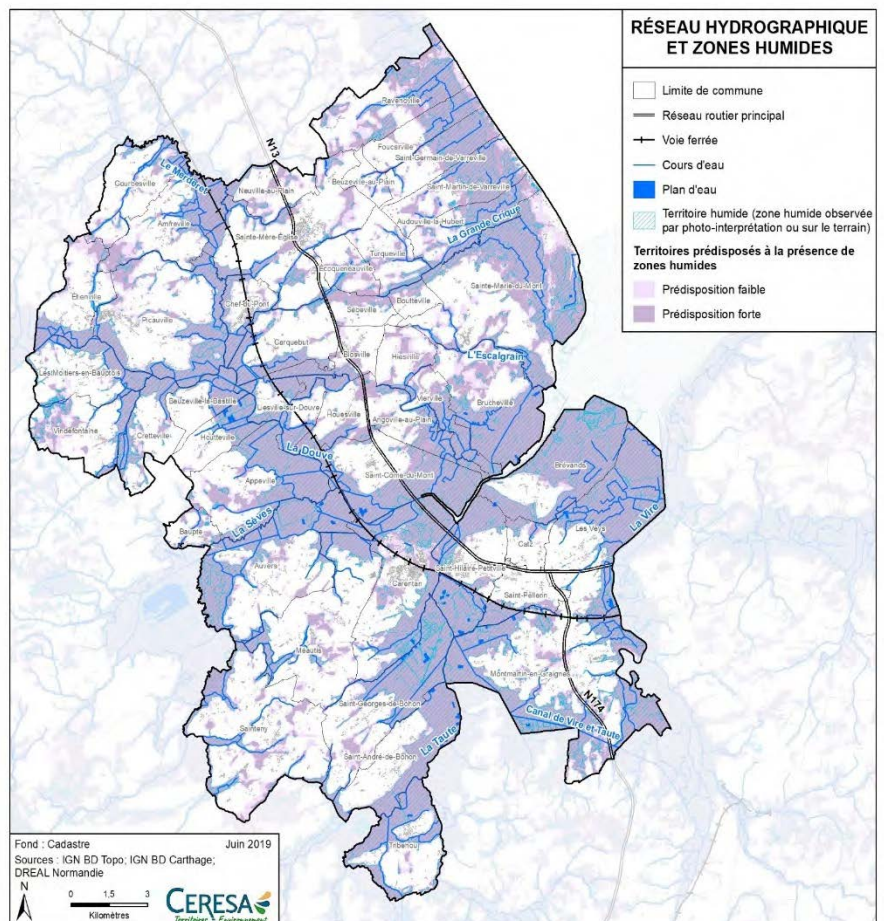 RÉSEAU HYDROGRAPHIQUE
ET ZONES HUMIDES
Limite de commune
Réseau routier principal
Voie ferrée
Cours d'eau
Plan d'eau
Territoire humide (zone humide observée
par photo-interprétation ou sur le terrain)
Territoires prédisposés à la présence de
zones humides
Prédisposition faible
Prédisposition forte
Ravenoville
Foucarville
N13
Saint-Germain-de-Varreville
Le Merderet
Courbesville
Neuville-au-Plain
Beuzeville-au-Plain
Saint-Martin-de-Varreville
Amfreville
Sainte-Mère-Église
Audouville-la-Hubert
La Grande Crique
Turqueville
Ecoquenéauville
Sainte-Marie-du-Mont
Etienville
Chef-du-Pont
Sébeville
Boutteville
Picauville
Carquebut
Blosville
Hiesville
L'Escalgrain
Les Moitiers-en-Bauptois
Vierville
Beuzeville-la-Bastille
Liesville-sur-Douve
Houesville
Brucheville
Angoville-au-Plain
Vindefontaine
Cretteville
Houtteville
La Douve
Saint-Côme-du-Mont
Brévands
Appeville
La Sèves
La Vire
Baupte
Les Veys
Catz
Auvers
Saint-Hilaire-Petitville
Carentan
Saint-Pellerin
Méautis
Montmartin-en-Graignes
N174
Saint-Georges-de-Bohon
Canal de Vire et Taute
Sainteny
La Taute
Saint-André-de-Bohon
Tribehou
Fond : Cadastre
Juin 2019
Sources : IGN BD Topo; IGN BD Carthage;
DREAL Normandie
N
0 1,5 3
Kilomètres
CERESA
Territoires - Environnement